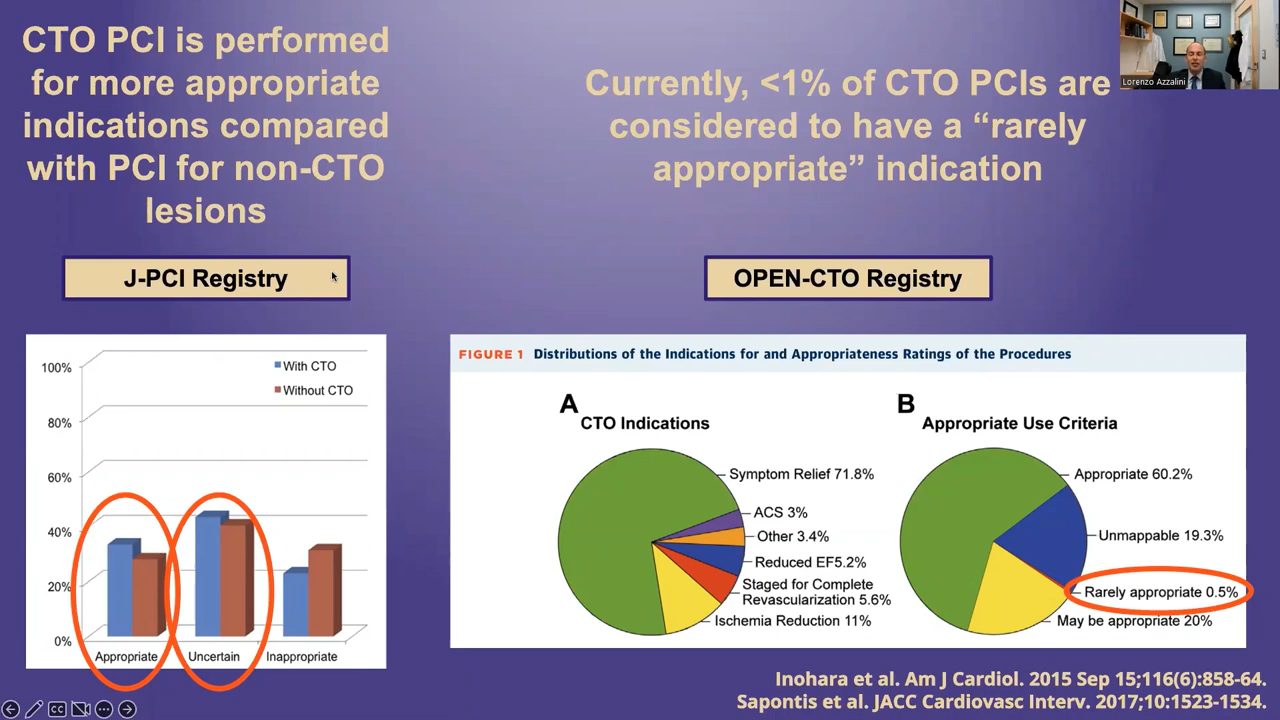 CTO PCI is performed
for more appropriate
indications compared
with PCI for non-CTO
lesions
Currently, <1% of CTO PCIs are
considered to have a “rarely
appropriate” indication
Lorenzo Azzalini
J-PCI Registry
OPEN-CTO Registry
100%
80%
60%
40%
20%
0%
With CTO
Without CTO
Appropriate
Uncertain
Inappropriate
FIGURE 1 Distributions of the Indications for and Appropriateness Ratings of the Procedures
A
CTO Indications
Symptom Relief 71.8%
ACS 3%
Other 3.4%
Reduced EF5.2%
Staged for Complete
Revascularization 5.6%
Ischemia Reduction 11%
B
Appropriate Use Criteria
Appropriate 60.2%
Unmappable 19.3%
Rarely appropriate 0.5%
May be appropriate 20%
Inohara et al. Am J Cardiol. 2015 Sep 15;116(6):858-64.
Sapontis et al. JACC Cardiovasc Interv. 2017;10:1523-1534.
CC